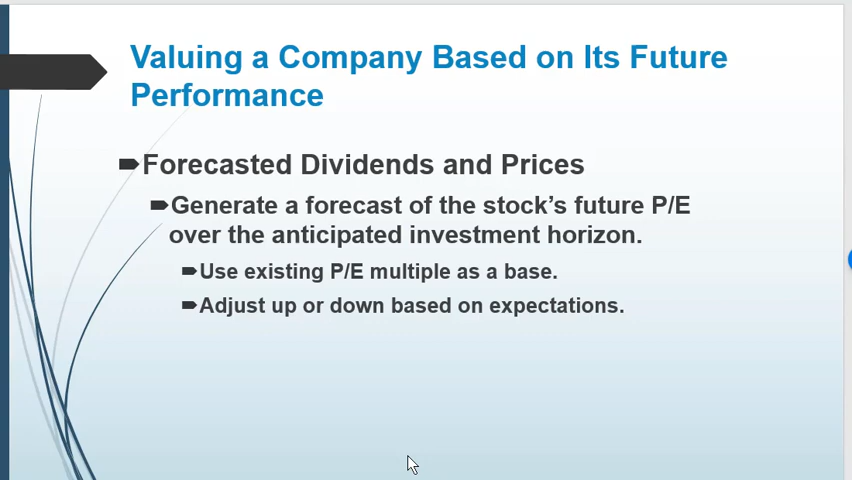 Valuing a Company Based on Its Future
Performance
Forecasted Dividends and Prices
Generate a forecast of the stock’s future P/E
over the anticipated investment horizon.
Use existing P/E multiple as a base.
Adjust up or down based on expectations.